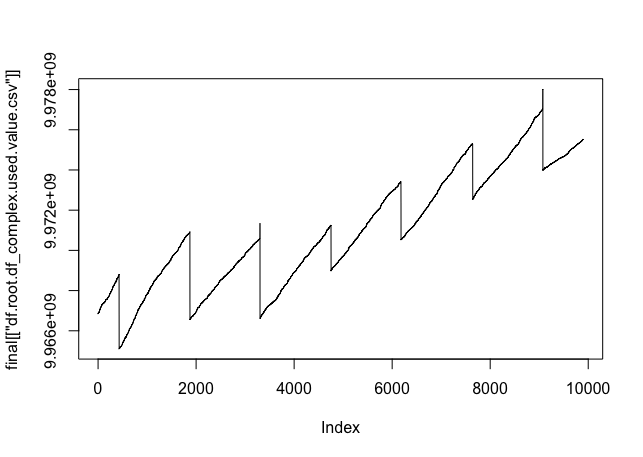 final[["df.root.df_complex.used.value.csv"]]
9.978e+09
9.972e+09
9.966e+09
0 2000 4000 6000 8000 10000
Index